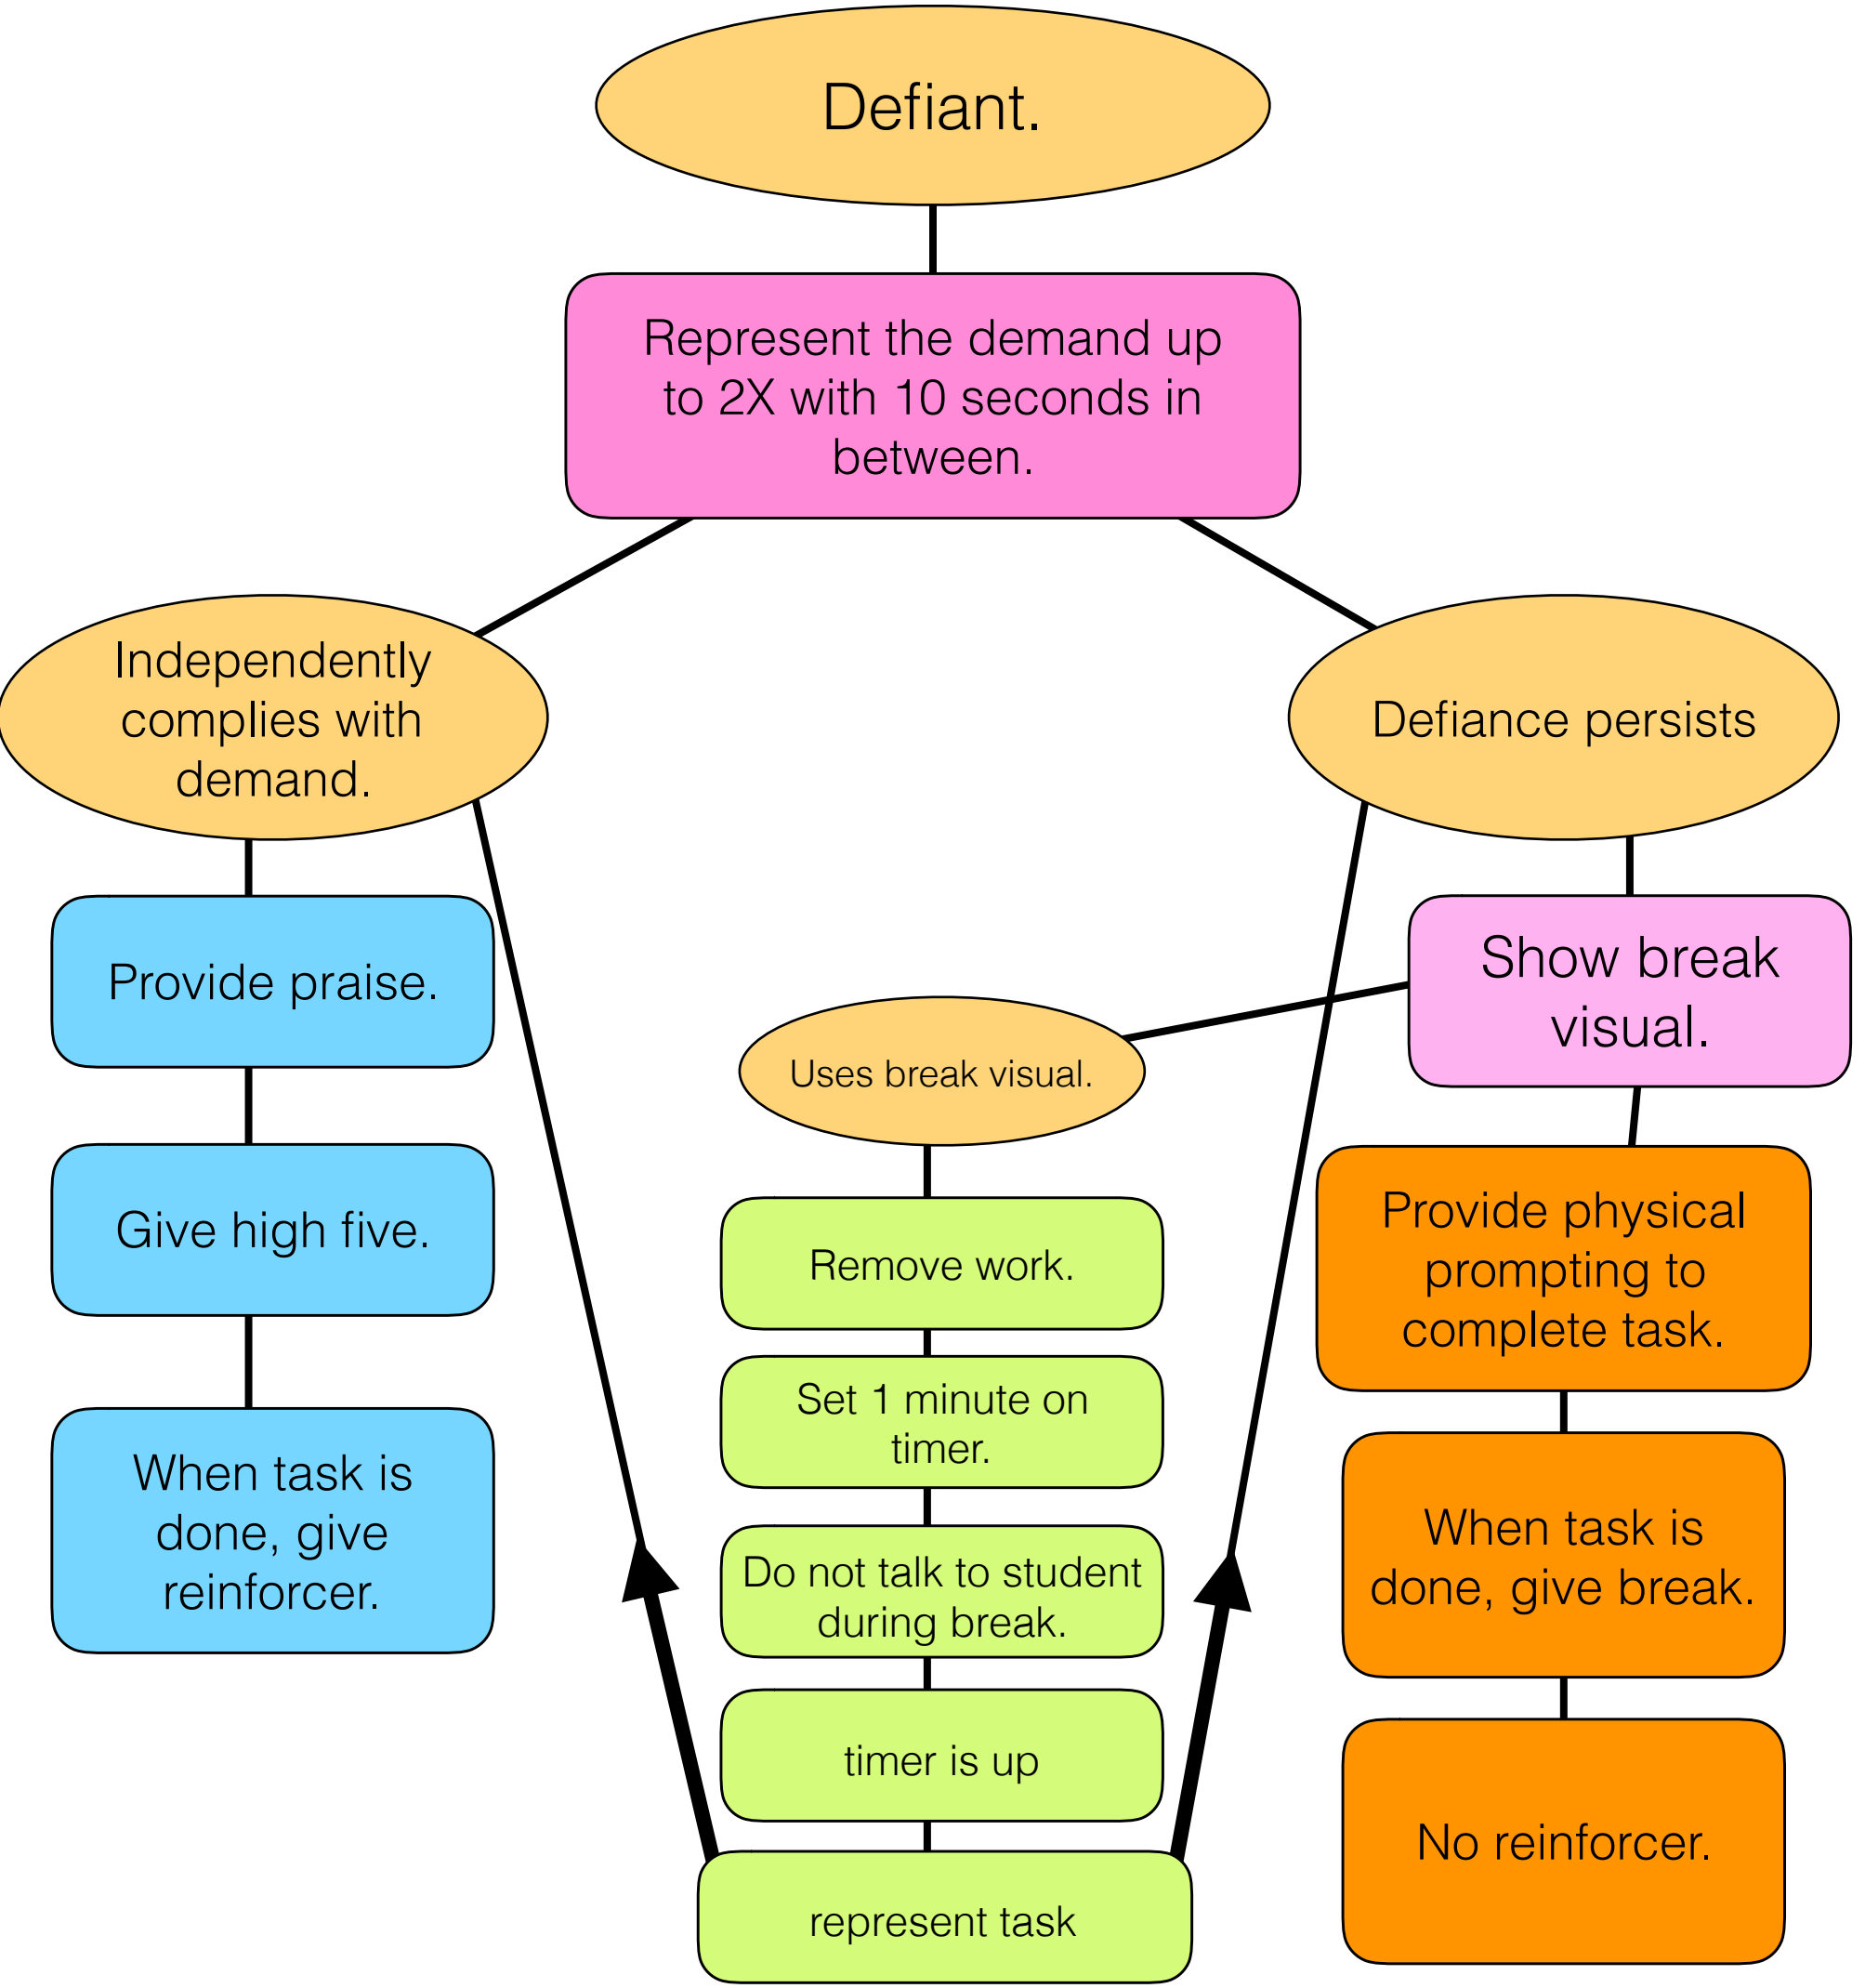 Defiant.
Represent the demand up
to 2X with 10 seconds in
between.
Independently
complies with
demand.
Defiance persists
Provide praise.
Show break
visual.
Uses break visual.
Give high five.
Remove work.
Provide physical
prompting to
complete task.
Set 1 minute on
timer.
When task is
done, give
reinforcer.
Do not talk to student
during break.
When task is
done, give break.
timer is up
No reinforcer.
represent task